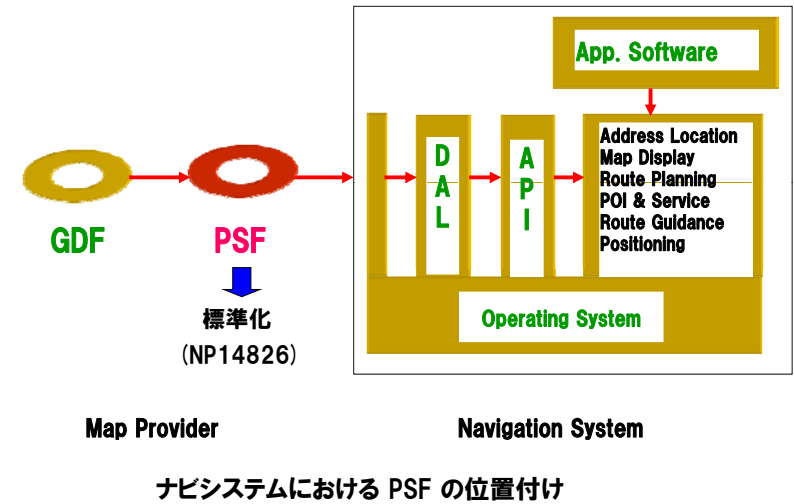 App. Software
DAL
API
Address Location
Map Display
Route Planning
POI & Service
Route Guidance
Positioning
GDF
PSF
標準化
(NP14826)
Operating System
Map Provider
Navigation System
ナビシステムにおける PSF の位置付け